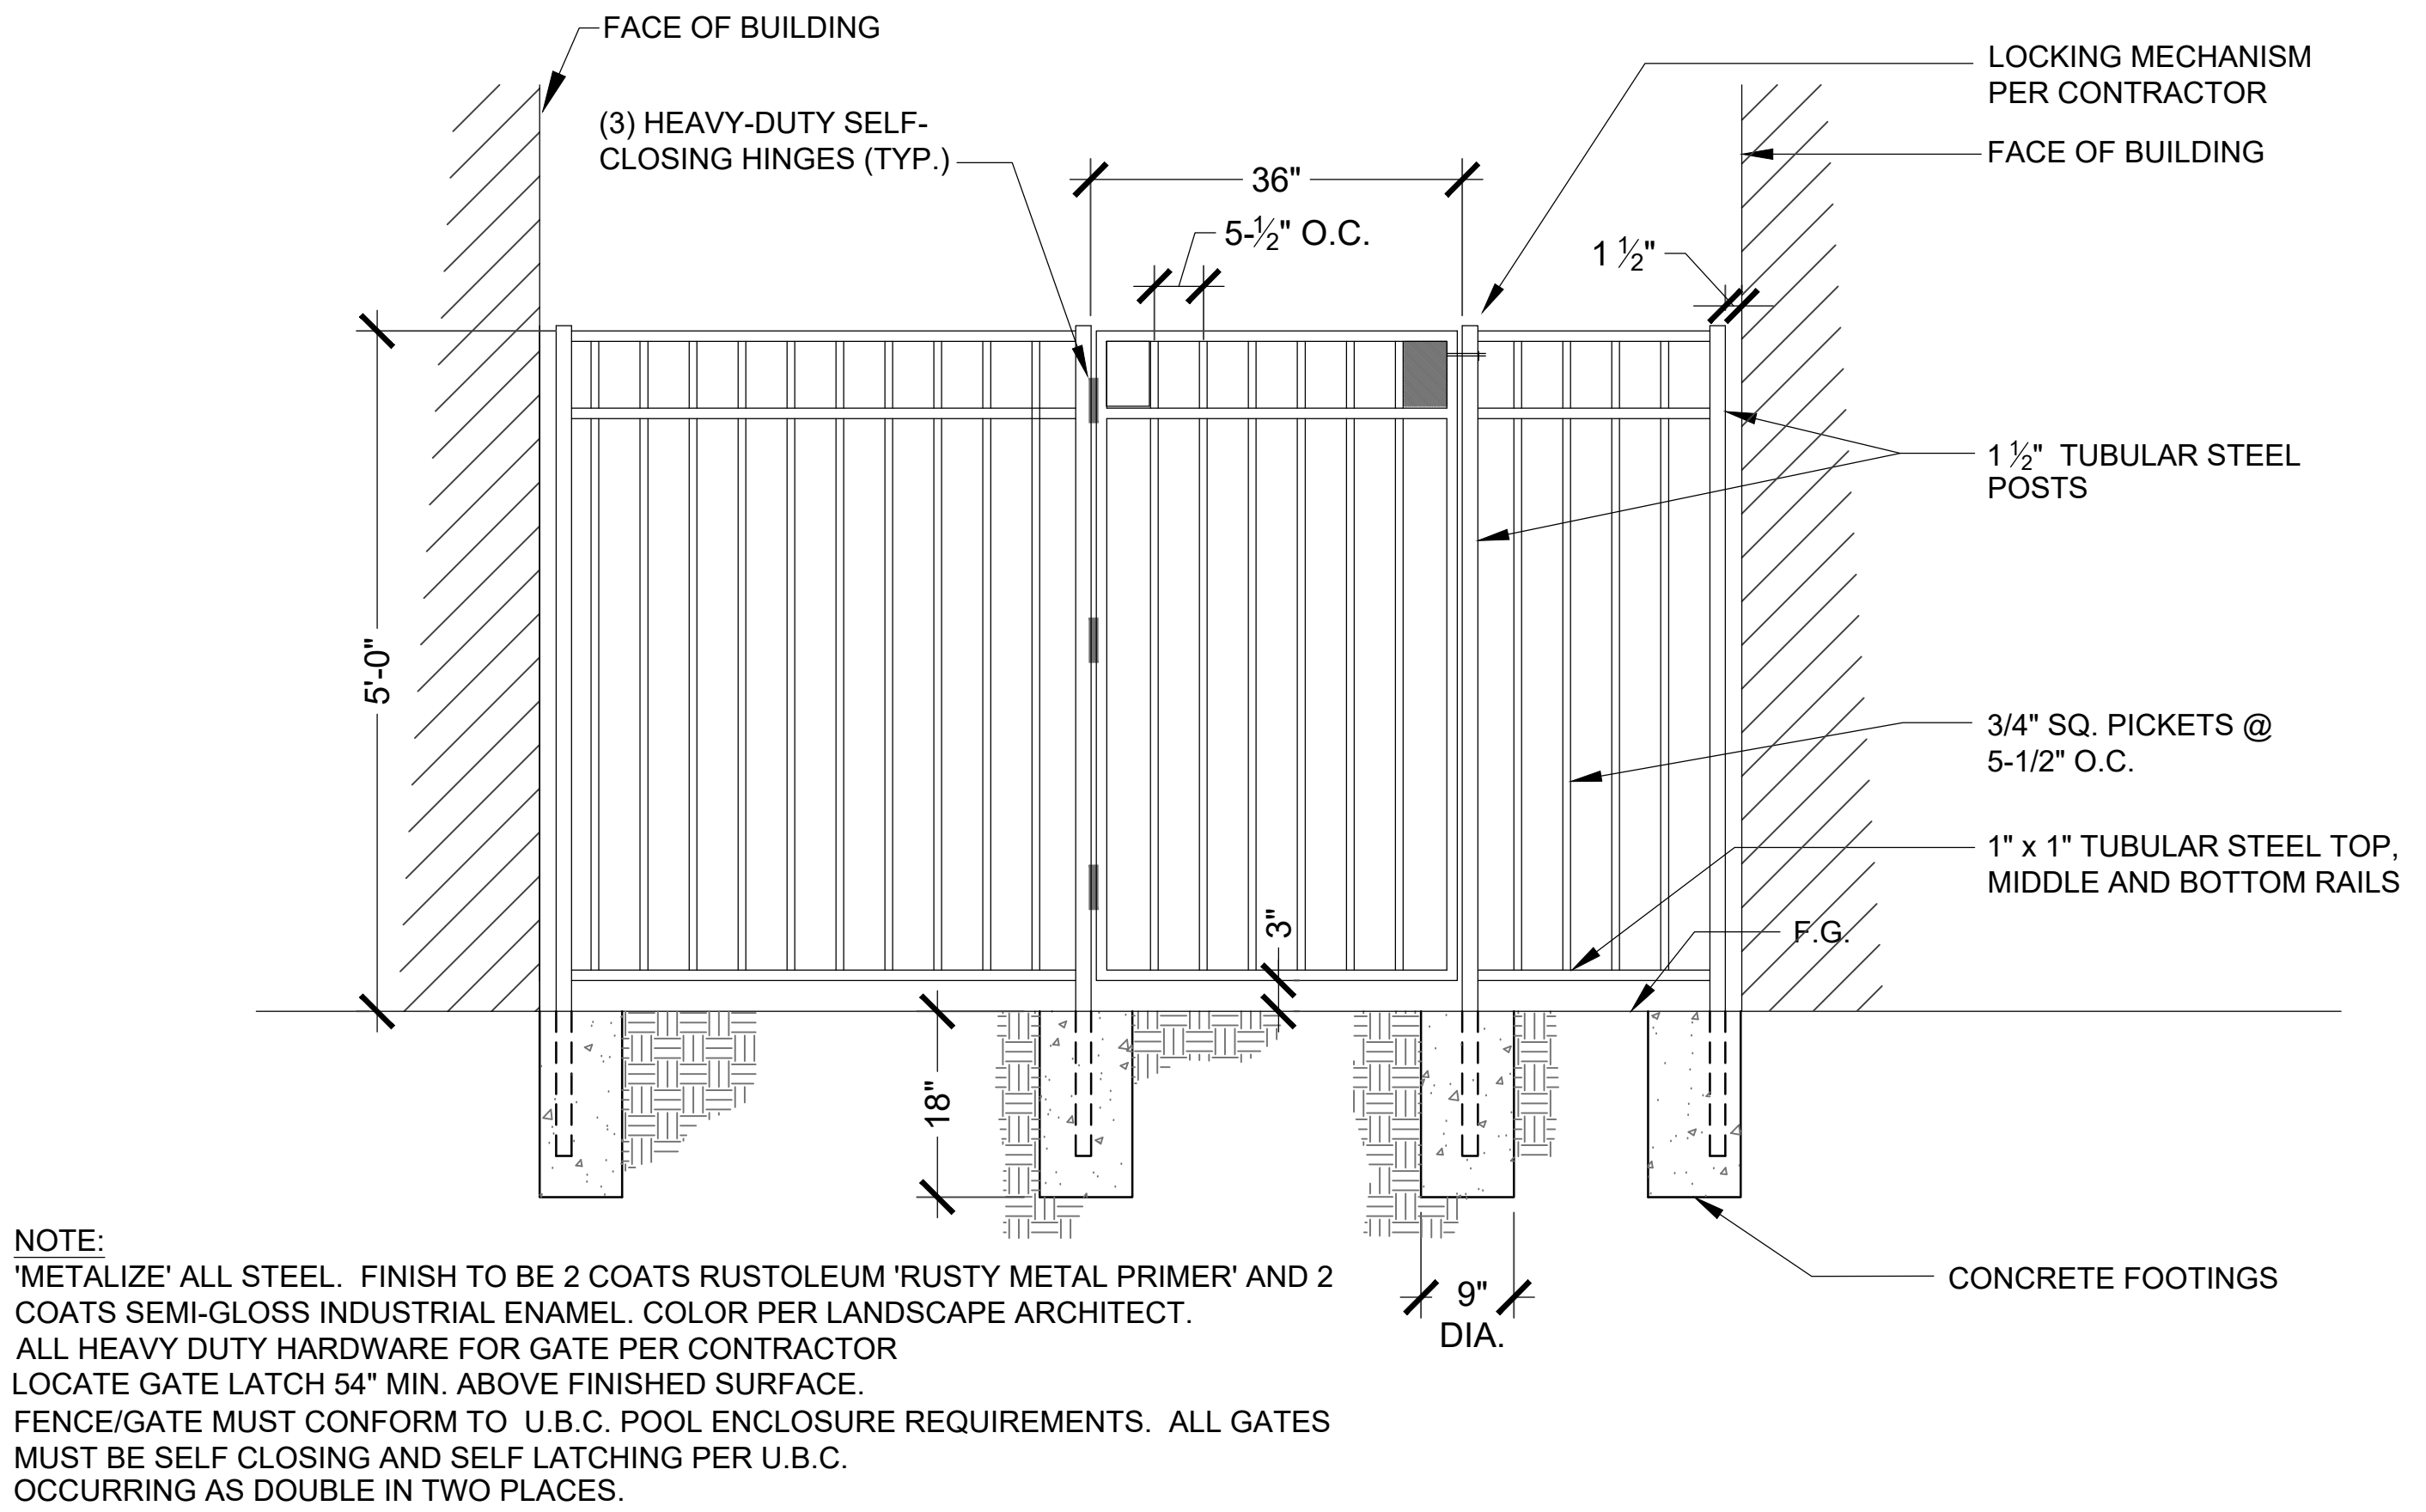 FACE OF BUILDING
LOCKING MECHANISM
PER CONTRACTOR
(3) HEAVY-DUTY SELF-
CLOSING HINGES (TYP.)
FACE OF BUILDING
36"
5-½" O.C.
1 ½"
1 ½" TUBULAR STEEL
POSTS
5'-0"
3/4" SQ. PICKETS @
5-1/2" O.C.
1" x 1" TUBULAR STEEL TOP,
MIDDLE AND BOTTOM RAILS
3"
F.G.
18"
9"
DIA.
CONCRETE FOOTINGS
NOTE:
'METALIZE' ALL STEEL. FINISH TO BE 2 COATS RUSTOLEUM 'RUSTY METAL PRIMER' AND 2
COATS SEMI-GLOSS INDUSTRIAL ENAMEL. COLOR PER LANDSCAPE ARCHITECT.
ALL HEAVY DUTY HARDWARE FOR GATE PER CONTRACTOR
LOCATE GATE LATCH 54" MIN. ABOVE FINISHED SURFACE.
FENCE/GATE MUST CONFORM TO U.B.C. POOL ENCLOSURE REQUIREMENTS. ALL GATES
MUST BE SELF CLOSING AND SELF LATCHING PER U.B.C.
OCCURRING AS DOUBLE IN TWO PLACES.